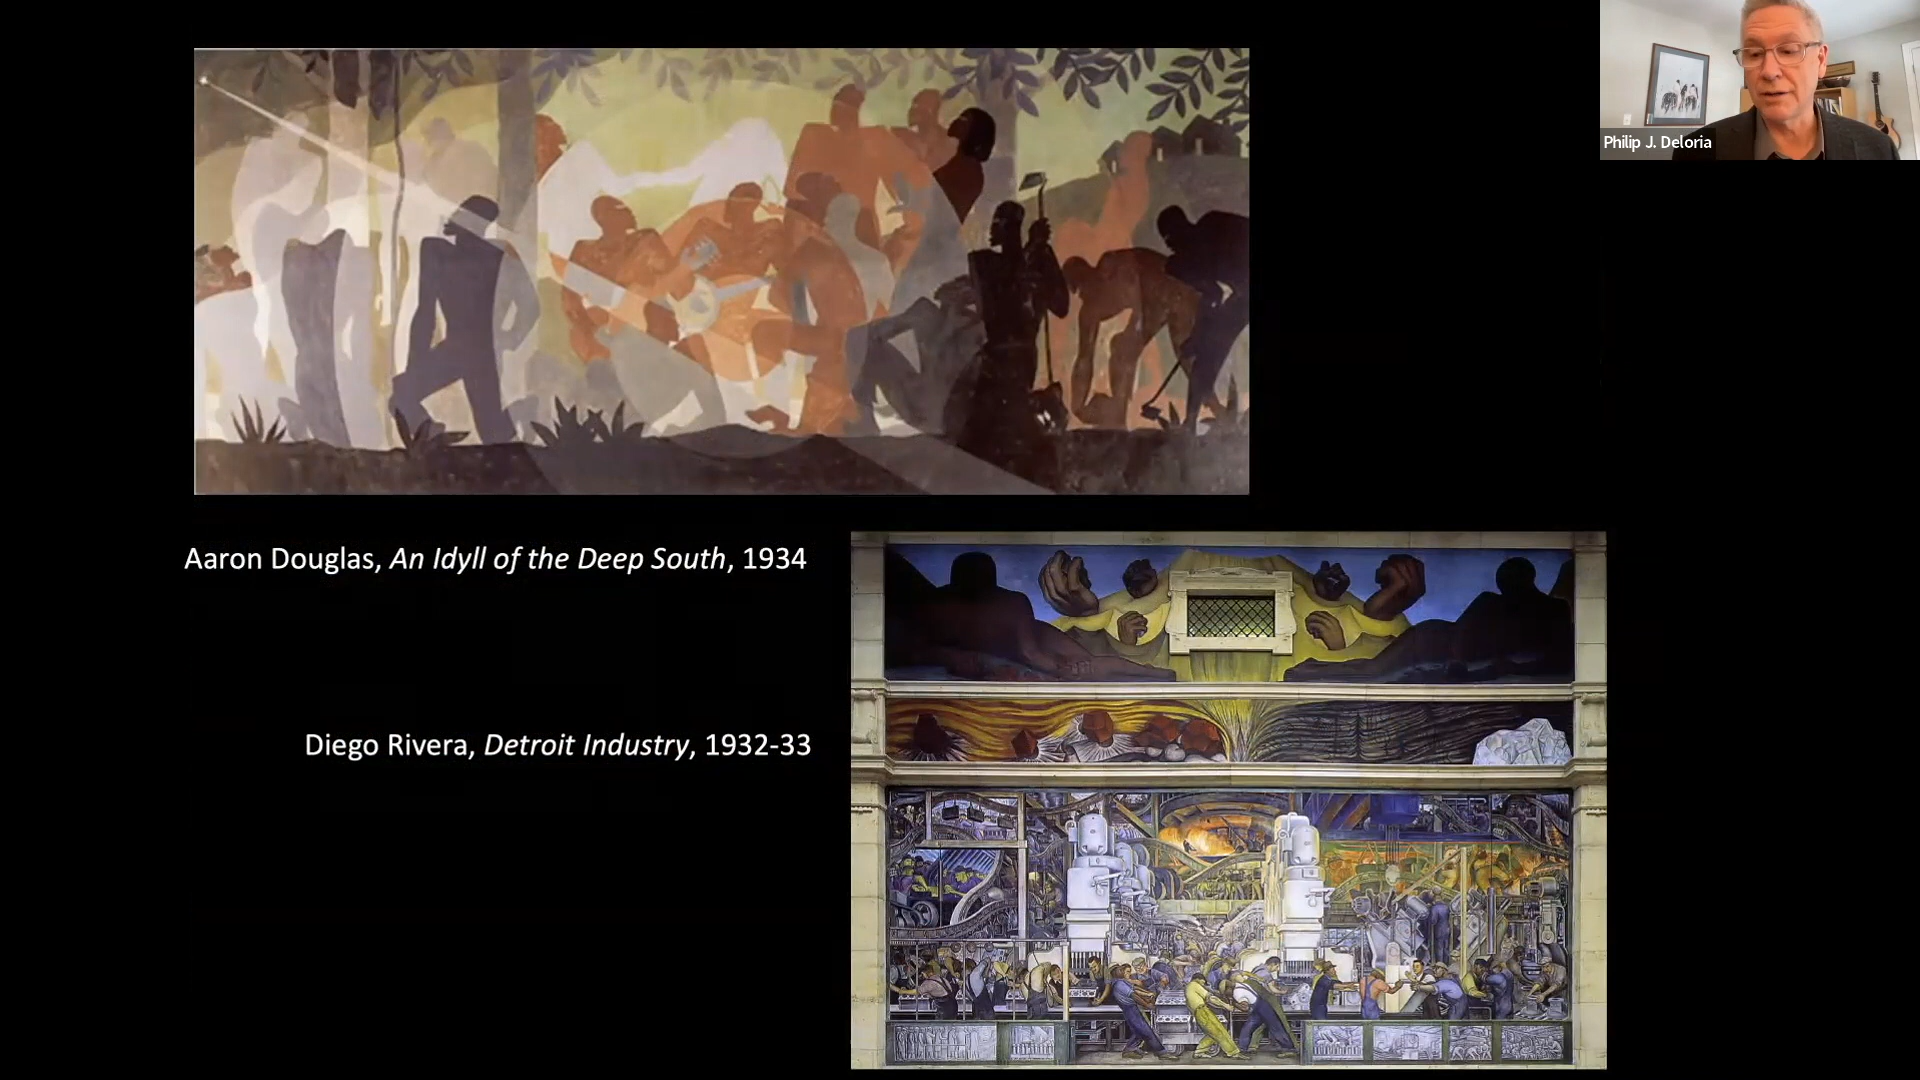 Philip J. Deloria
Aaron Douglas, An Idyll of the Deep South, 1934
Diego Rivera, Detroit Industry, 1932-33